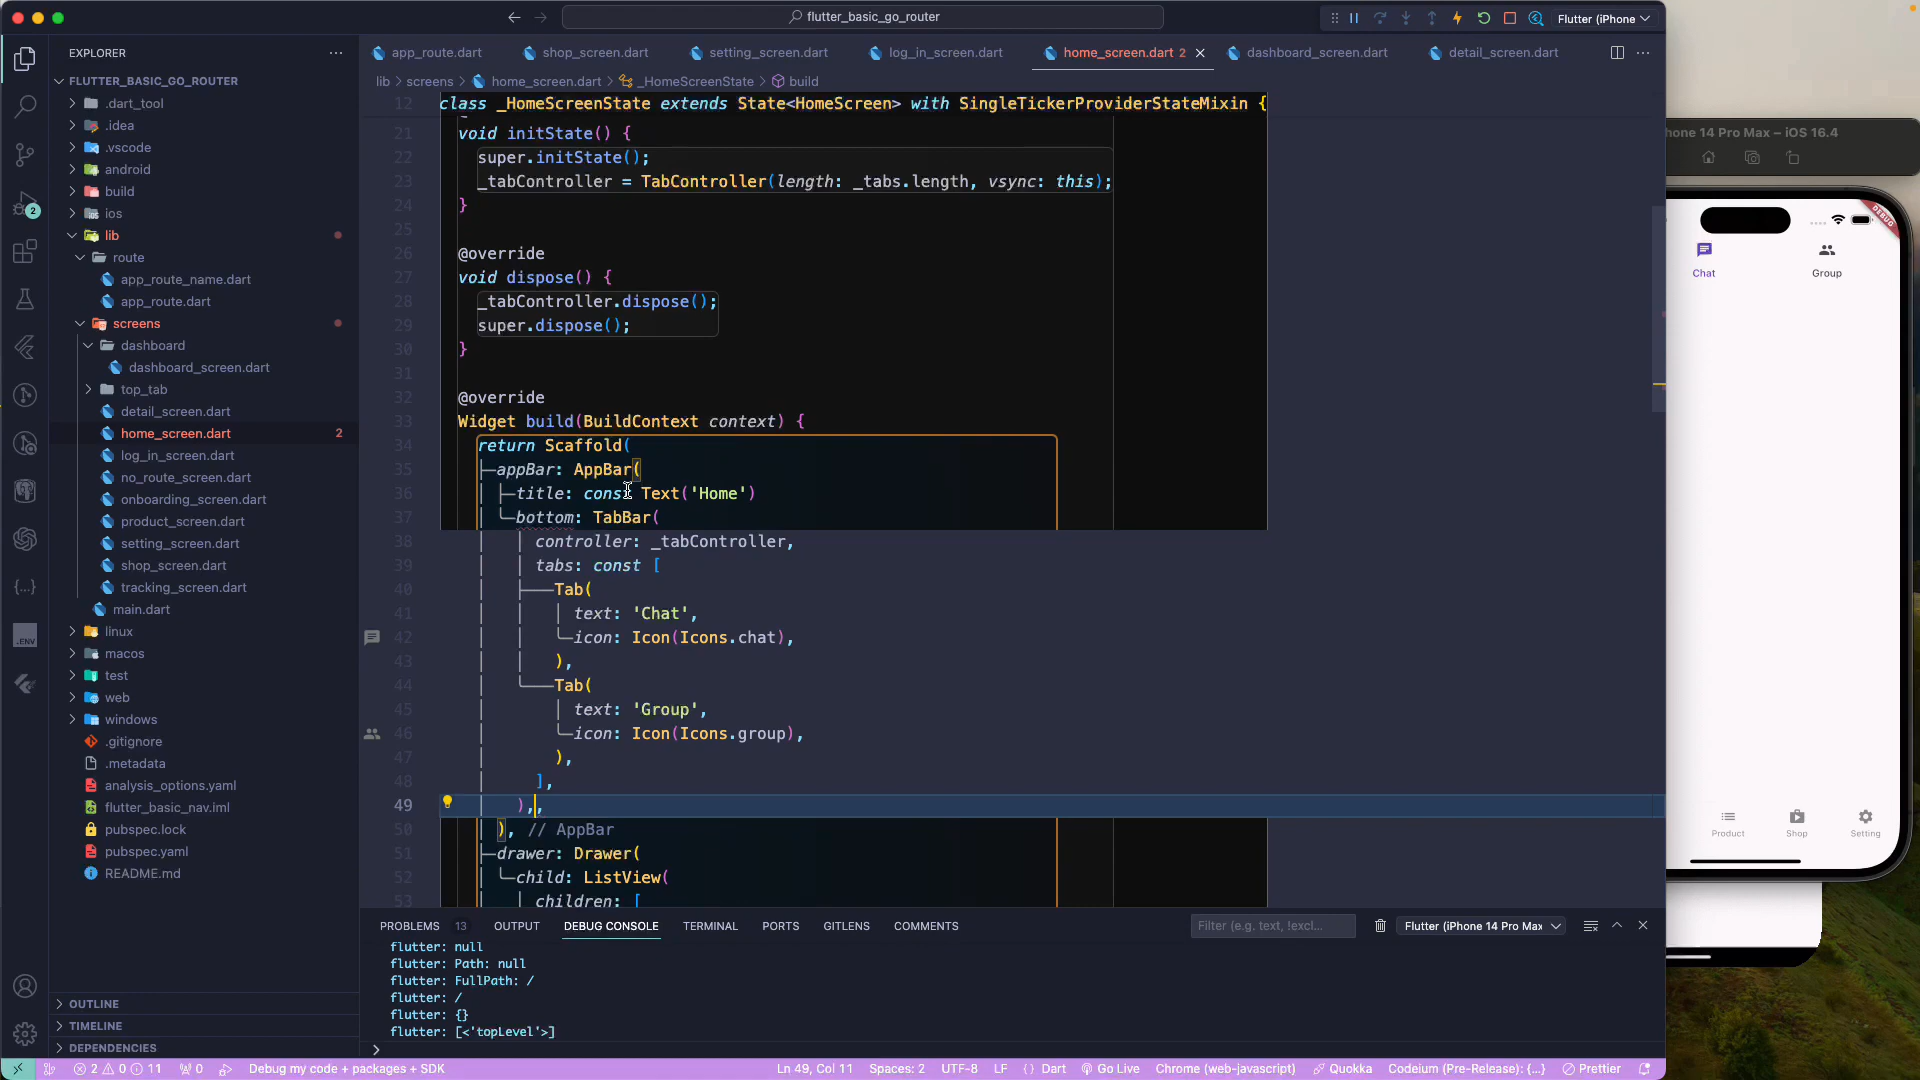 flutter_basic_go_router
Flutter (iPhone
EXPLORER
app_route.dart
shop_screen.dart
setting_screen.dart
log_in_screen.dart
home_screen.dart 2
dashboard_screen.dart
detail_screen.dart
FLUTTER_BASIC_GO_ROUTER
lib
screens
home_screen.dart
_HomeScreenState
build
.dart_tool
.idea
.vscode
android
build
ios
lib
route
app_route_name.dart
app_route.dart
screens
dashboard
dashboard_screen.dart
top_tab
detail_screen.dart
home_screen.dart 2
log_in_screen.dart
no_route_screen.dart
onboarding_screen.dart
product_screen.dart
setting_screen.dart
shop_screen.dart
tracking_screen.dart
main.dart
linux
macos
test
web
windows
.gitignore
.metadata
analysis_options.yaml
flutter_basic_nav.iml
pubspec.lock
pubspec.yaml
README.md
OUTLINE
TIMELINE
DEPENDENCIES
2
.ENV
12 class _HomeScreenState extends State<HomeScreen> with SingleTickerProviderStateMixin {
21 void initState() {
22 super.initState();
23 _tabController = TabController(length: _tabs.length, vsync: this);
24 }
25
26 @override
27 void dispose() {
28 _tabController.dispose();
29 super.dispose();
30 }
31
32 @override
33 Widget build(BuildContext context) {
34 return Scaffold(
35 appBar: AppBar(
36 title: const Text('Home')
37 bottom: TabBar(
38 controller: _tabController,
39 tabs: const [
40 Tab(
41 text: 'Chat',
42 icon: Icon(Icons.chat),
43 ),
44 Tab(
45 text: 'Group',
46 icon: Icon(Icons.group),
47 ),
48 ],
49 ),,
50 ), // AppBar
51 drawer: Drawer(
52 child: ListView(
53 children: [
PROBLEMS 13
OUTPUT
DEBUG CONSOLE
TERMINAL
PORTS
GITLENS
COMMENTS
Filter (e.g. text, !excl...
Flutter (iPhone 14 Pro Max
flutter: null
flutter: Path: null
flutter: FullPath: /
flutter: /
flutter: {}
flutter: [<'topLevel'>]
2 0 11
0
Debug my code + packages + SDK
Ln 49, Col 11
Spaces: 2
UTF-8
LF
{ } Dart
Go Live
Chrome (web-javascript)
Quokka
Codeium (Pre-Release): {...}
Prettier
hone 14 Pro Max – iOS 16.4
DEBUG
Chat
Group
Product
Shop
Setting